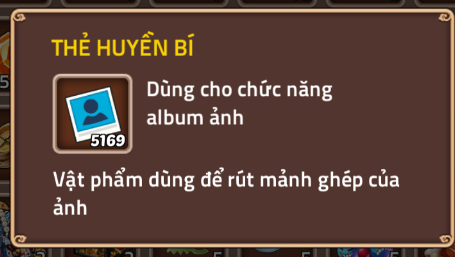 THẺ HUYỀN BÍ
Dùng cho chức năng
album ảnh
5169
Vật phẩm dùng để rút mảnh ghép của
ảnh